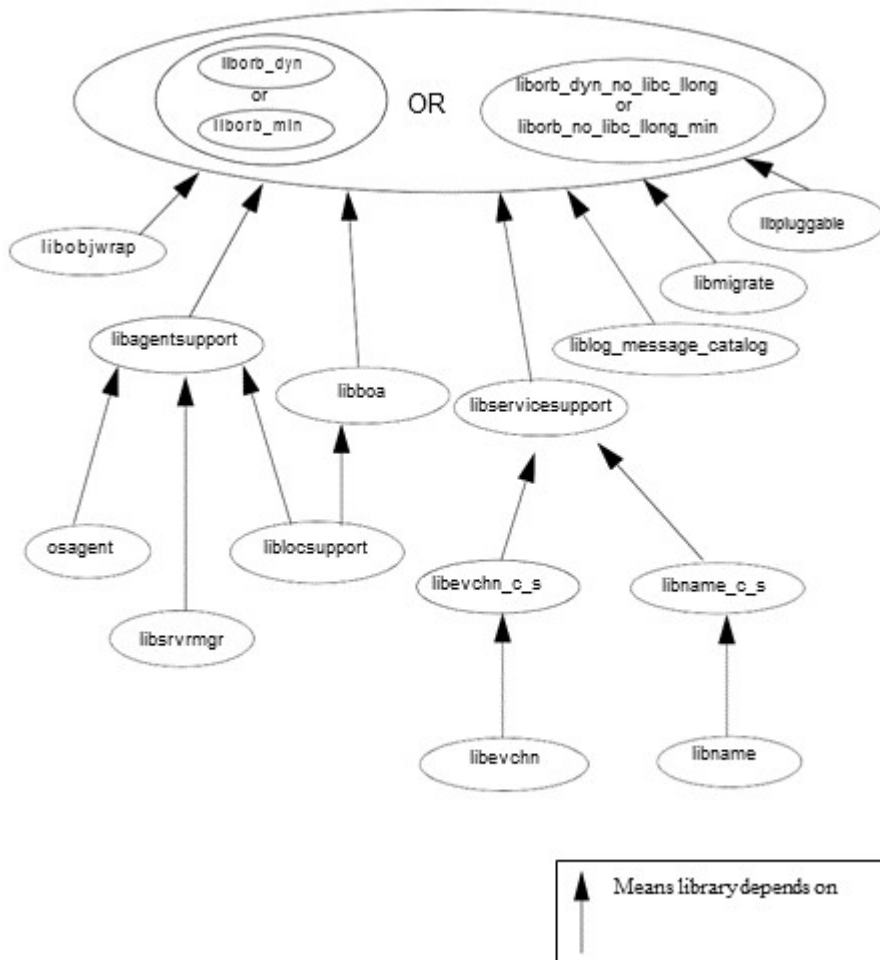 liborb_dyn
or
liborb_min
OR
liborb_dyn_no_libc_llong
or
liborb_no_libc_llong_min
libpluggable
libobjwrap
libmigrate
libagentsupport
liblog_message_catalog
libboa
libservicesupport
osagent
liblocsupport
libevchn_c_s
libname_c_s
libsrvrmgr
libevchn
libname
Means library depends on